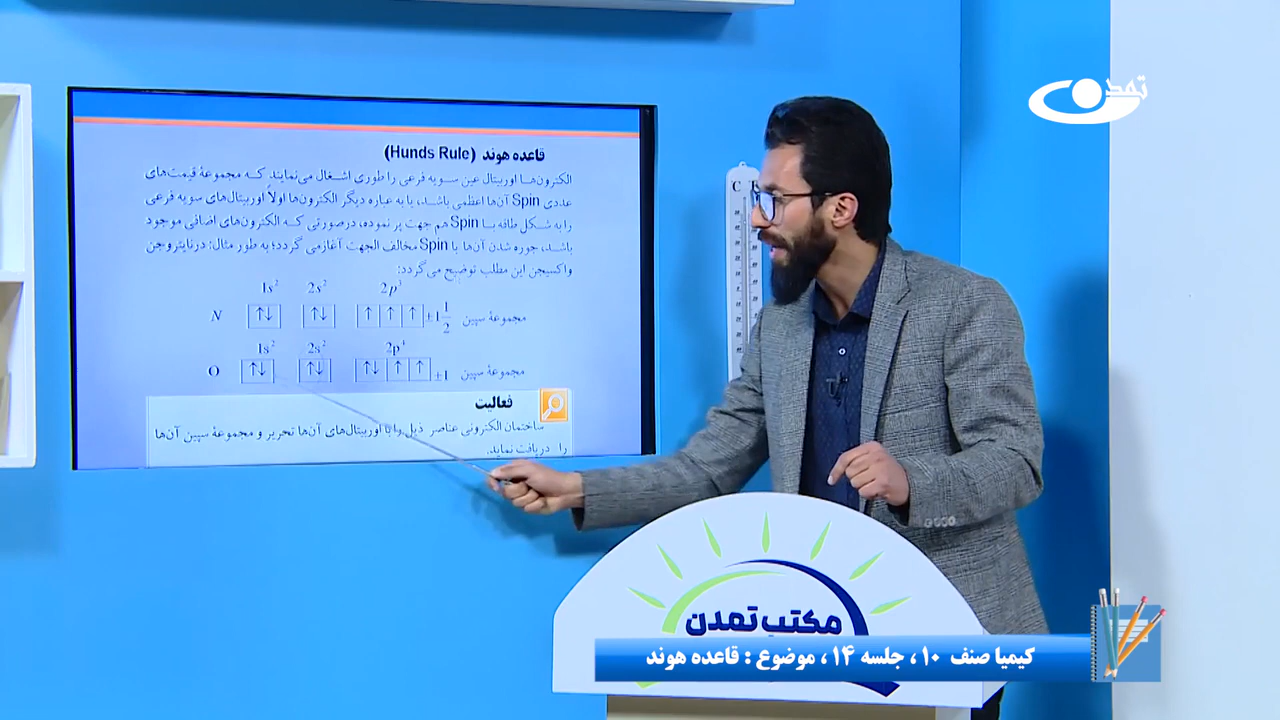 تمدن
قاعده هوند (Hunds Rule)
الکترون‌ها اوربیتال عین سویه فرعی را طوری اشغال می‌نمایند که مجموعهٔ قیمت‌های
عددی Spin آن‌ها اعظمی باشد، یا به عباره دیگر الکترون‌ها اولاً اوربیتال‌های سویه فرعی
را به شکل طاقه با Spin هم جهت پر نموده، درصورتی که الکترون‌های اضافی موجود
باشد، جوره شدن آن‌ها با Spin مخالف الجهت آغاز می گردد؛ به طور مثال: درنایتروجن
واکسیجن این مطلب توضیح می‌گردد:
1s² 2s² 2p³
N ↑↓ ↑↓ ↑ ↑ ↑ ±1 1/2 مجموعهٔ سپین
1s² 2s² 2p⁴
O ↑↓ ↑↓ ↑↓ ↑ ↑ ±1 مجموعهٔ سپین
فعالیت
ساختمان الکترونی عناصر ذیل را با اوربیتال‌های آن‌ها تحریر و مجموعهٔ سپین آن‌ها
را دریافت نماید.
C F
مکتب تمدن
کیمیا صنف ۱۰، جلسه ۱۴، موضوع : قاعده هوند